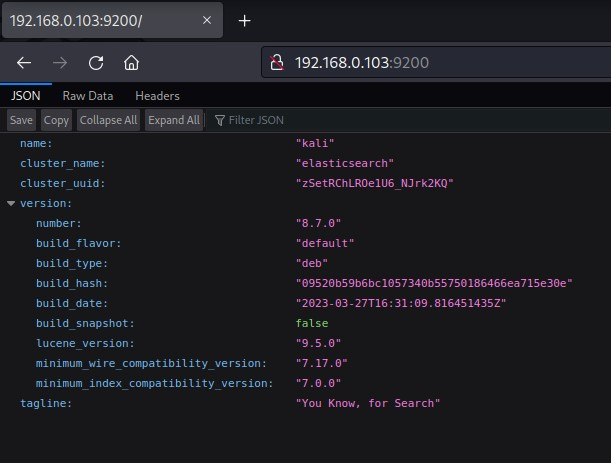 192.168.0.103:9200/
192.168.0.103:9200
JSON Raw Data Headers
Save Copy Collapse All Expand All Filter JSON
name: "kali"
cluster_name: "elasticsearch"
cluster_uuid: "zSetRChLROe1U6_NJrk2KQ"
version:
number: "8.7.0"
build_flavor: "default"
build_type: "deb"
build_hash: "09520b59b6bc1057340b55750186466ea715e30e"
build_date: "2023-03-27T16:31:09.816451435Z"
build_snapshot: false
lucene_version: "9.5.0"
minimum_wire_compatibility_version: "7.17.0"
minimum_index_compatibility_version: "7.0.0"
tagline: "You Know, for Search"